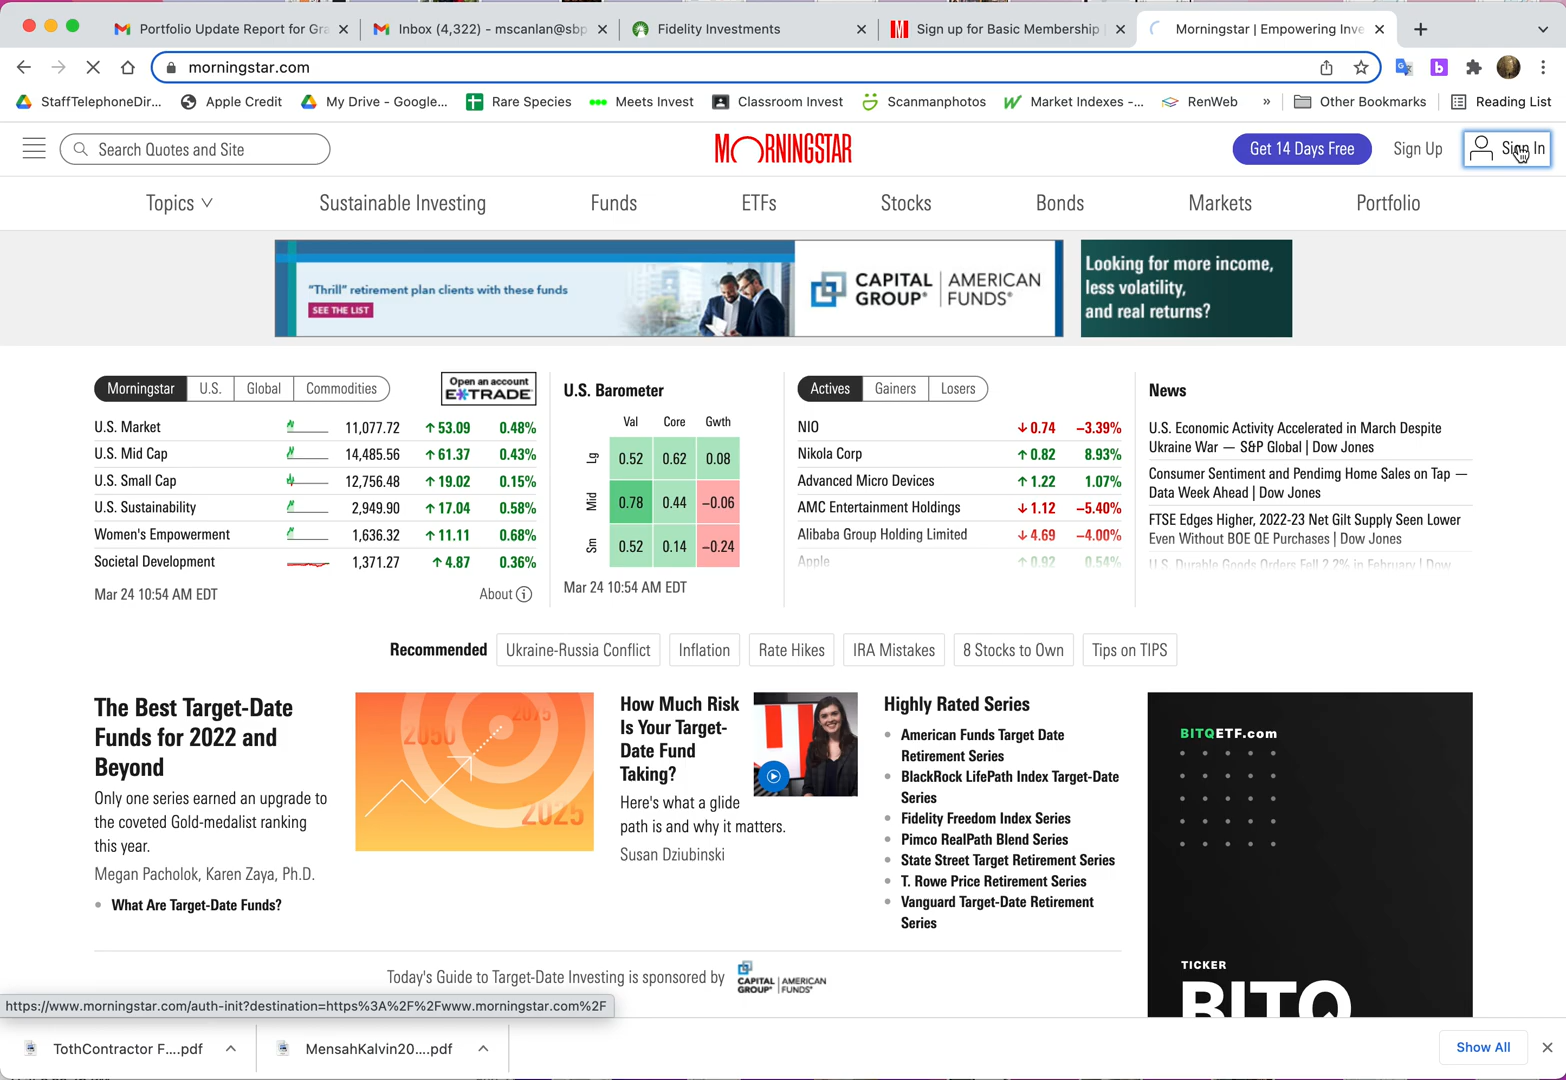 Portfolio Update Report for Gra
Inbox (4,322) - mscanlan@sbp
Fidelity Investments
Sign up for Basic Membership
Morningstar | Empowering Inve
morningstar.com
StaffTelephoneDir...
Apple Credit
My Drive - Google...
Rare Species
Meets Invest
Classroom Invest
Scanmanphotos
Market Indexes -...
RenWeb
»
Other Bookmarks
Reading List
Search Quotes and Site
MORNINGSTAR
Get 14 Days Free
Sign Up
Sign In
Topics
Sustainable Investing
Funds
ETFs
Stocks
Bonds
Markets
Portfolio
"Thrill" retirement plan clients with these funds
SEE THE LIST
CAPITAL GROUP® | AMERICAN FUNDS®
Looking for more income,
less volatility,
and real returns?
Morningstar U.S. Global Commodities
Open an account
E*TRADE
U.S. Market 11,077.72 ↑53.09 0.48%
U.S. Mid Cap 14,485.56 ↑61.37 0.43%
U.S. Small Cap 12,756.48 ↑19.02 0.15%
U.S. Sustainability 2,949.90 ↑17.04 0.58%
Women's Empowerment 1,636.32 ↑11.11 0.68%
Societal Development 1,371.27 ↑4.87 0.36%
Mar 24 10:54 AM EDT
About
U.S. Barometer
Val Core Gwth
Lg 0.52 0.62 0.08
Mid 0.78 0.44 –0.06
Sm 0.52 0.14 –0.24
Mar 24 10:54 AM EDT
Actives Gainers Losers
NIO ↓0.74 –3.39%
Nikola Corp ↑0.82 8.93%
Advanced Micro Devices ↑1.22 1.07%
AMC Entertainment Holdings ↓1.12 –5.40%
Alibaba Group Holding Limited ↓4.69 –4.00%
Apple ↑0.92 0.54%
News
U.S. Economic Activity Accelerated in March Despite
Ukraine War — S&P Global | Dow Jones
Consumer Sentiment and Pendimg Home Sales on Tap —
Data Week Ahead | Dow Jones
FTSE Edges Higher, 2022-23 Net Gilt Supply Seen Lower
Even Without BOE QE Purchases | Dow Jones
U.S. Durable Goods Orders Fell 2.2% in February | Dow
Recommended
Ukraine-Russia Conflict
Inflation
Rate Hikes
IRA Mistakes
8 Stocks to Own
Tips on TIPS
The Best Target-Date
Funds for 2022 and
Beyond
Only one series earned an upgrade to
the coveted Gold-medalist ranking
this year.
Megan Pacholok, Karen Zaya, Ph.D.
What Are Target-Date Funds?
2075
2050
2025
How Much Risk
Is Your Target-
Date Fund
Taking?
Here's what a glide
path is and why it matters.
Susan Dziubinski
Highly Rated Series
American Funds Target Date
Retirement Series
BlackRock LifePath Index Target-Date
Series
Fidelity Freedom Index Series
Pimco RealPath Blend Series
State Street Target Retirement Series
T. Rowe Price Retirement Series
Vanguard Target-Date Retirement
Series
BITQETF.com
TICKER
BITQ
Today's Guide to Target-Date Investing is sponsored by
CAPITAL GROUP® | AMERICAN FUNDS®
https://www.morningstar.com/auth-init?destination=https%3A%2F%2Fwww.morningstar.com%2F
TothContractor F....pdf
MensahKalvin20....pdf
Show All